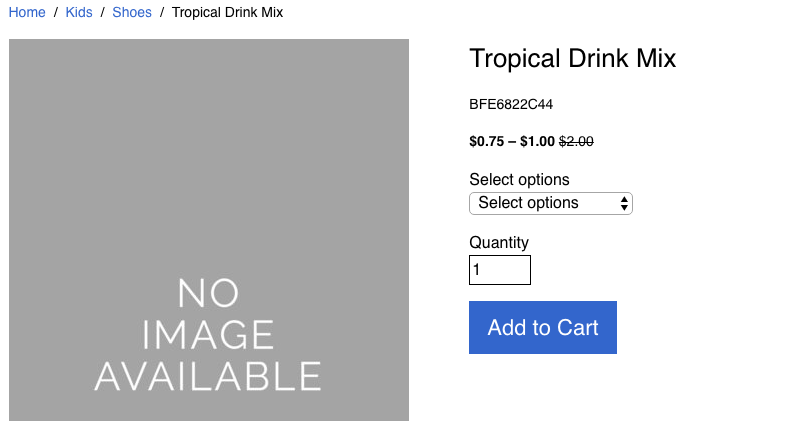 Home / Kids / Shoes / Tropical Drink Mix
NO
IMAGE
AVAILABLE
Tropical Drink Mix
BFE6822C44
$0.75 – $1.00 $2.00
Select options
Select options
Quantity
1
Add to Cart